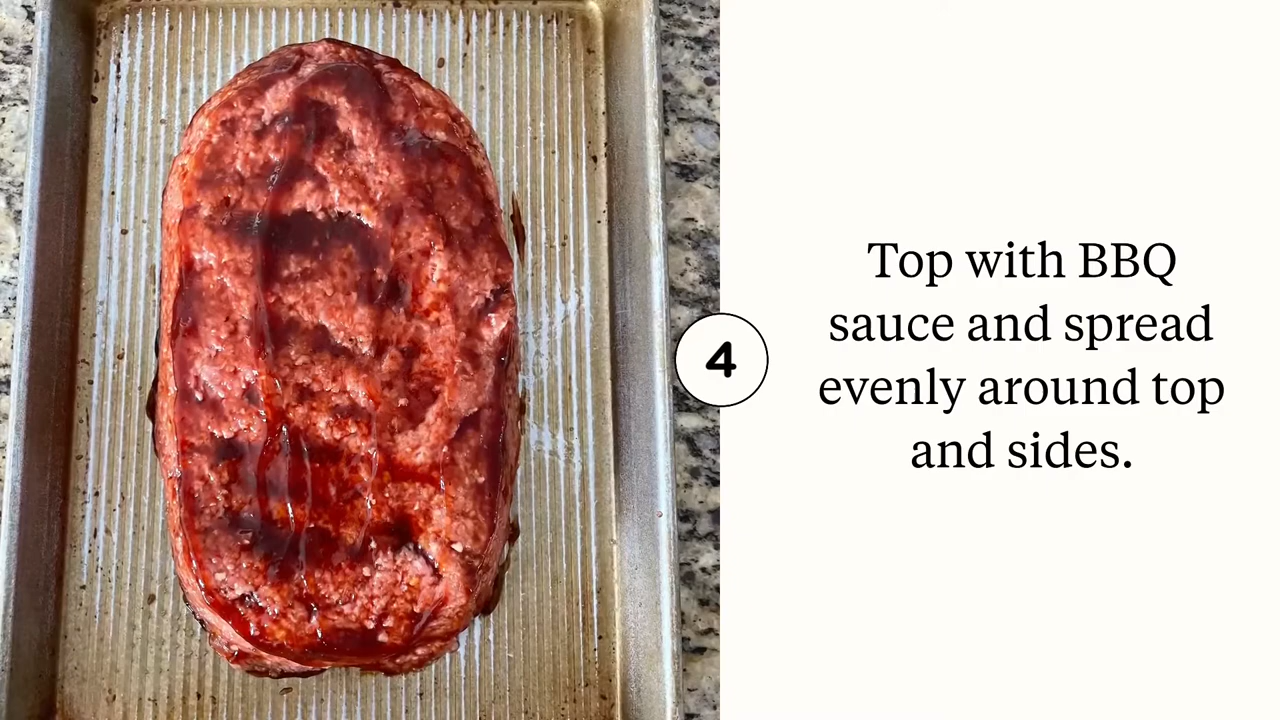 4
Top with BBQ
sauce and spread
evenly around top
and sides.